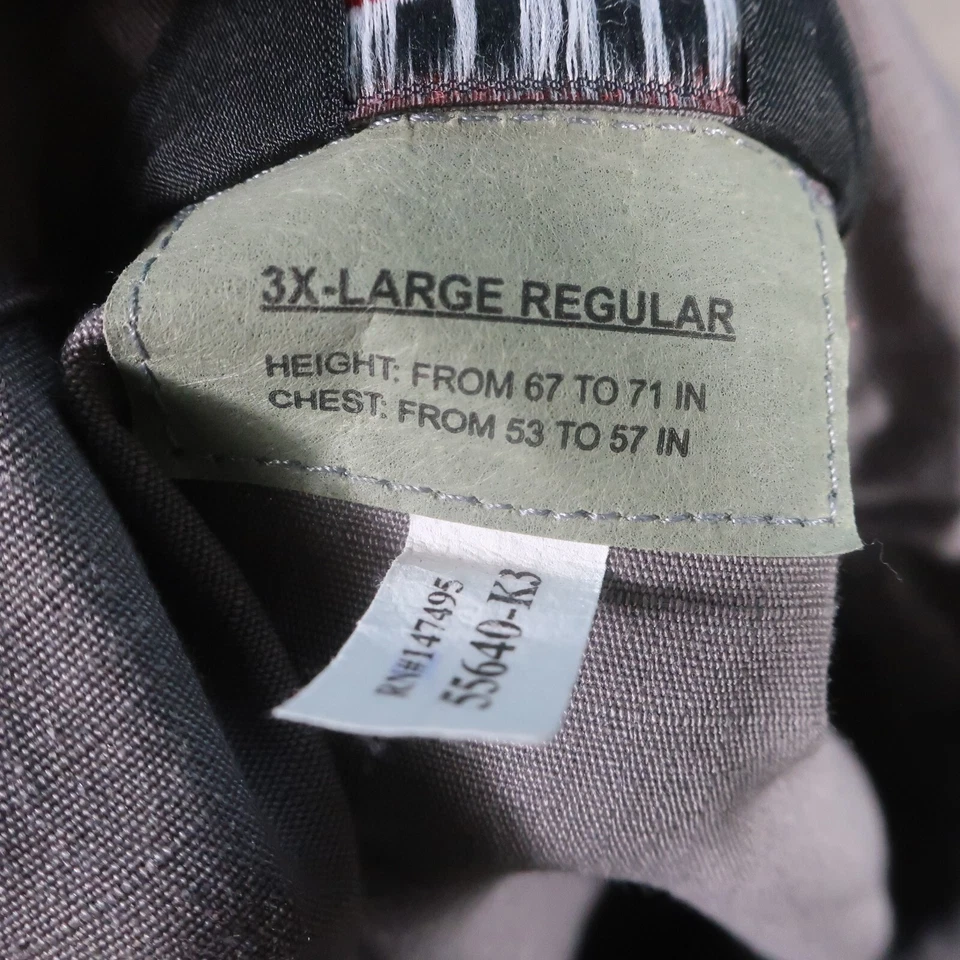 3X-LARGE REGULAR
HEIGHT: FROM 67 TO 71 IN
CHEST: FROM 53 TO 57 IN
RN#147495
55640-K3